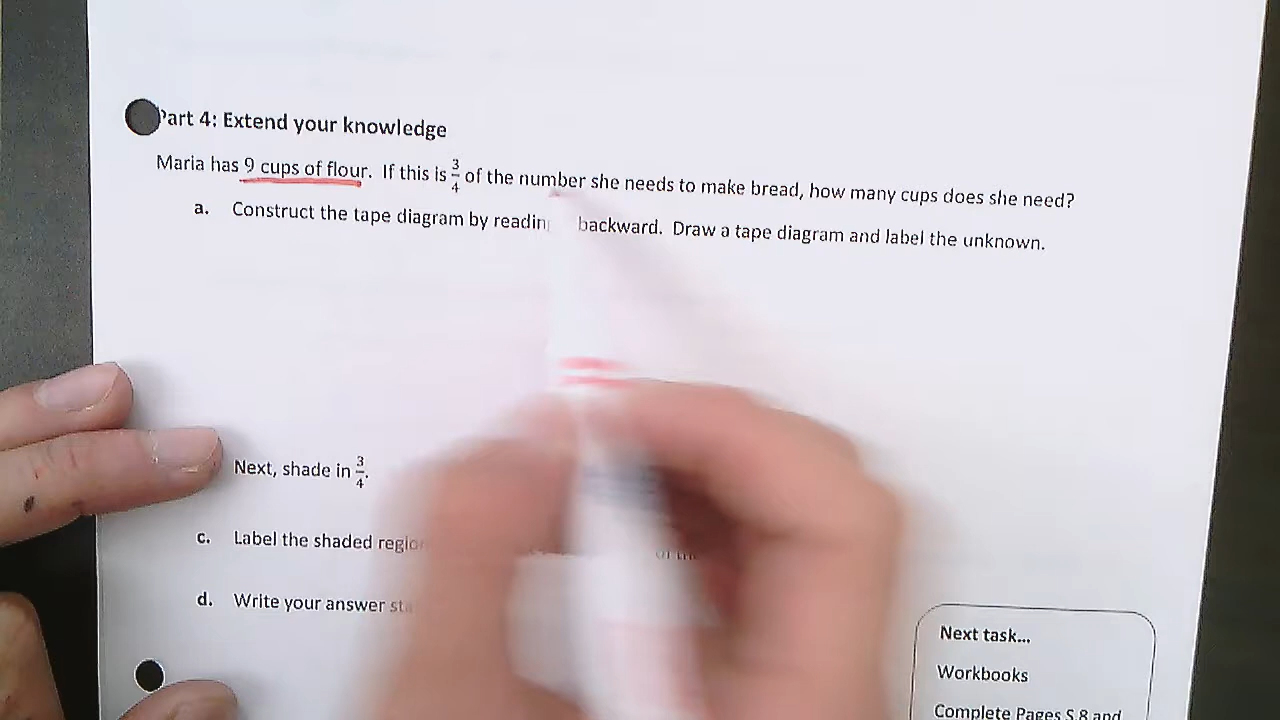 Part 4: Extend your knowledge
Maria has 9 cups of flour. If this is 3/4 of the number she needs to make bread, how many cups does she need?
a. Construct the tape diagram by reading backward. Draw a tape diagram and label the unknown.
Next, shade in 3/4.
c. Label the shaded
d. Write your answer
Next task...
Workbooks
Complete Pages S.8 and